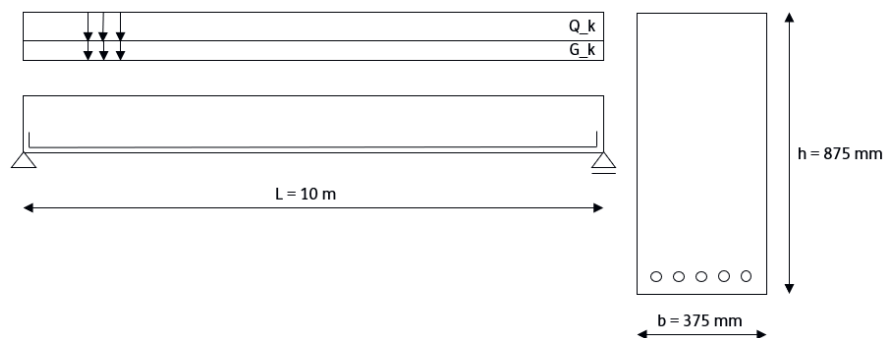 Q_k
G_k
L = 10 m
h = 875 mm
b = 375 mm